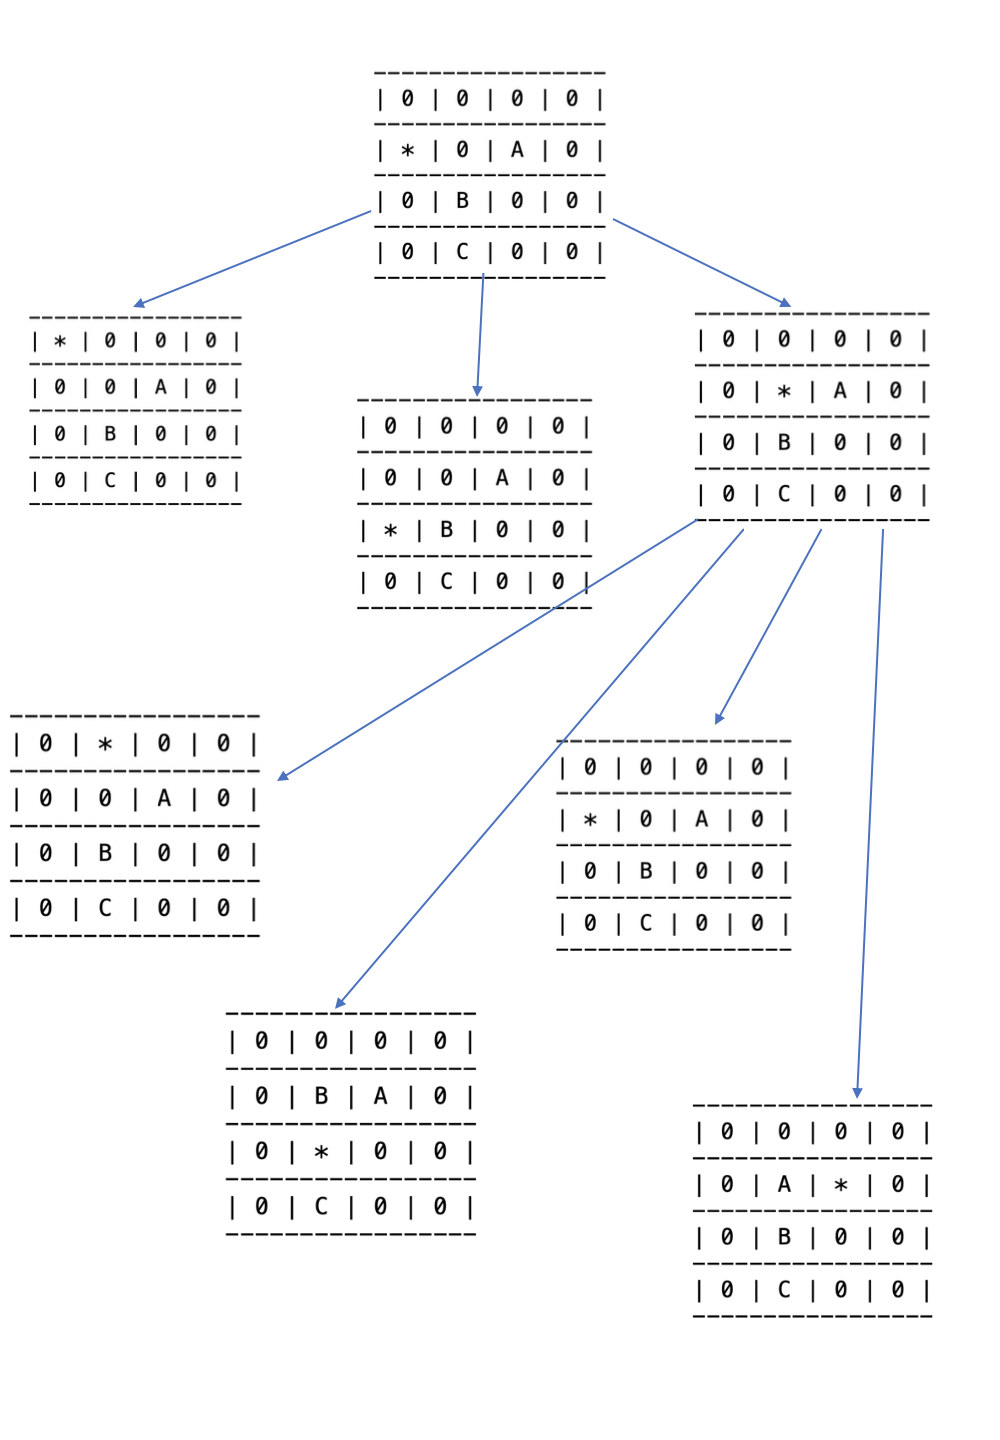 -----------------
| 0 | 0 | 0 | 0 |
-----------------
| * | 0 | A | 0 |
-----------------
| 0 | B | 0 | 0 |
-----------------
| 0 | C | 0 | 0 |
-----------------
-----------------
| * | 0 | 0 | 0 |
-----------------
| 0 | 0 | A | 0 |
-----------------
| 0 | B | 0 | 0 |
-----------------
| 0 | C | 0 | 0 |
-----------------
-----------------
| 0 | 0 | 0 | 0 |
-----------------
| 0 | 0 | A | 0 |
-----------------
| * | B | 0 | 0 |
-----------------
| 0 | C | 0 | 0 |
-----------------
-----------------
| 0 | 0 | 0 | 0 |
-----------------
| 0 | * | A | 0 |
-----------------
| 0 | B | 0 | 0 |
-----------------
| 0 | C | 0 | 0 |
-----------------
-----------------
| 0 | * | 0 | 0 |
-----------------
| 0 | 0 | A | 0 |
-----------------
| 0 | B | 0 | 0 |
-----------------
| 0 | C | 0 | 0 |
-----------------
-----------------
| 0 | 0 | 0 | 0 |
-----------------
| 0 | B | A | 0 |
-----------------
| 0 | * | 0 | 0 |
-----------------
| 0 | C | 0 | 0 |
-----------------
-----------------
| 0 | 0 | 0 | 0 |
-----------------
| * | 0 | A | 0 |
-----------------
| 0 | B | 0 | 0 |
-----------------
| 0 | C | 0 | 0 |
-----------------
-----------------
| 0 | 0 | 0 | 0 |
-----------------
| 0 | A | * | 0 |
-----------------
| 0 | B | 0 | 0 |
-----------------
| 0 | C | 0 | 0 |
-----------------